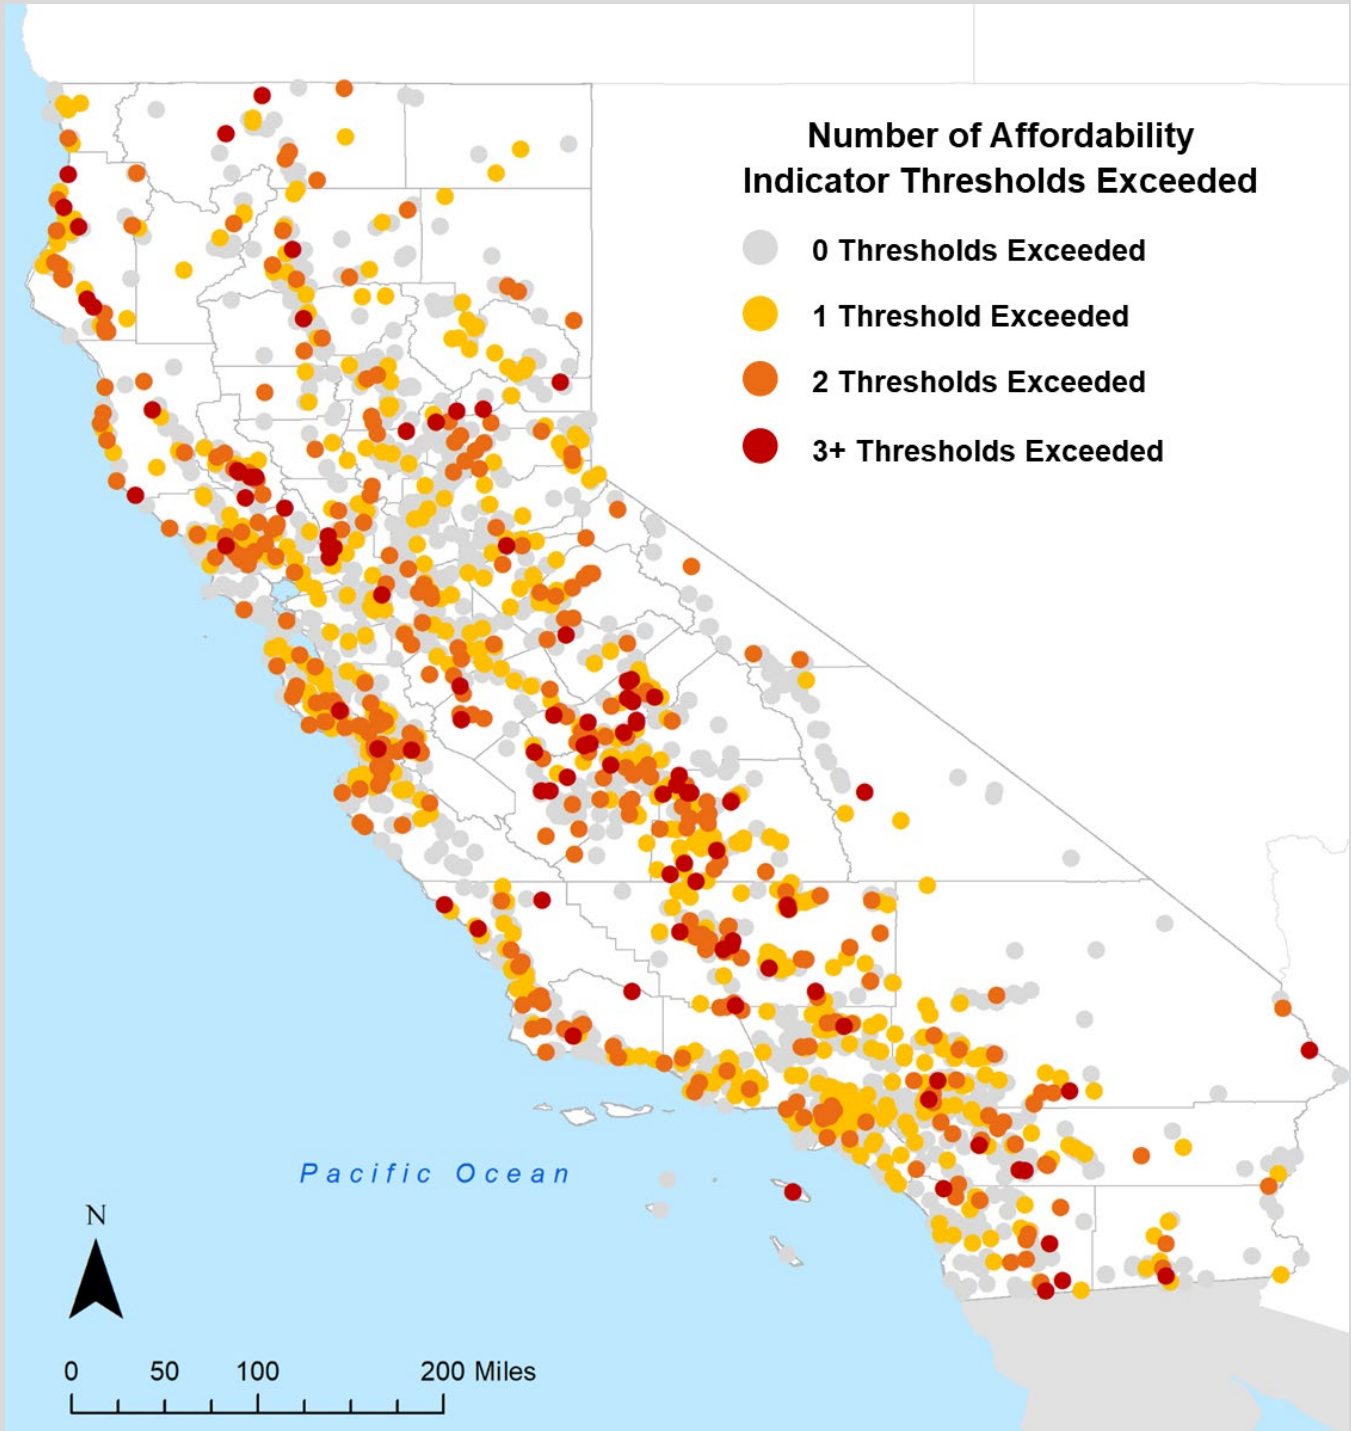 Number of Affordability
Indicator Thresholds Exceeded
0 Thresholds Exceeded
1 Threshold Exceeded
2 Thresholds Exceeded
3+ Thresholds Exceeded
Pacific Ocean
N
0 50 100 200 Miles